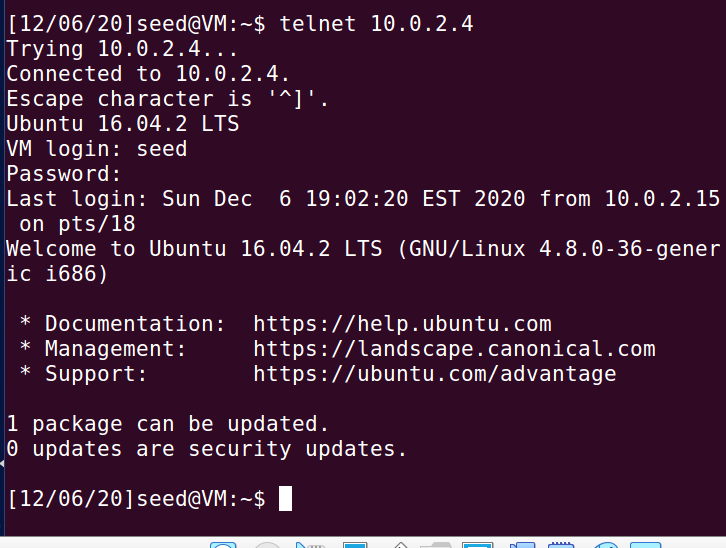 [12/06/20]seed@VM:~$ telnet 10.0.2.4
Trying 10.0.2.4...
Connected to 10.0.2.4.
Escape character is '^]'.
Ubuntu 16.04.2 LTS
VM login: seed
Password:
Last login: Sun Dec  6 19:02:20 EST 2020 from 10.0.2.15
 on pts/18
Welcome to Ubuntu 16.04.2 LTS (GNU/Linux 4.8.0-36-gener
ic i686)

 * Documentation:  https://help.ubuntu.com
 * Management:     https://landscape.canonical.com
 * Support:        https://ubuntu.com/advantage

1 package can be updated.
0 updates are security updates.

[12/06/20]seed@VM:~$